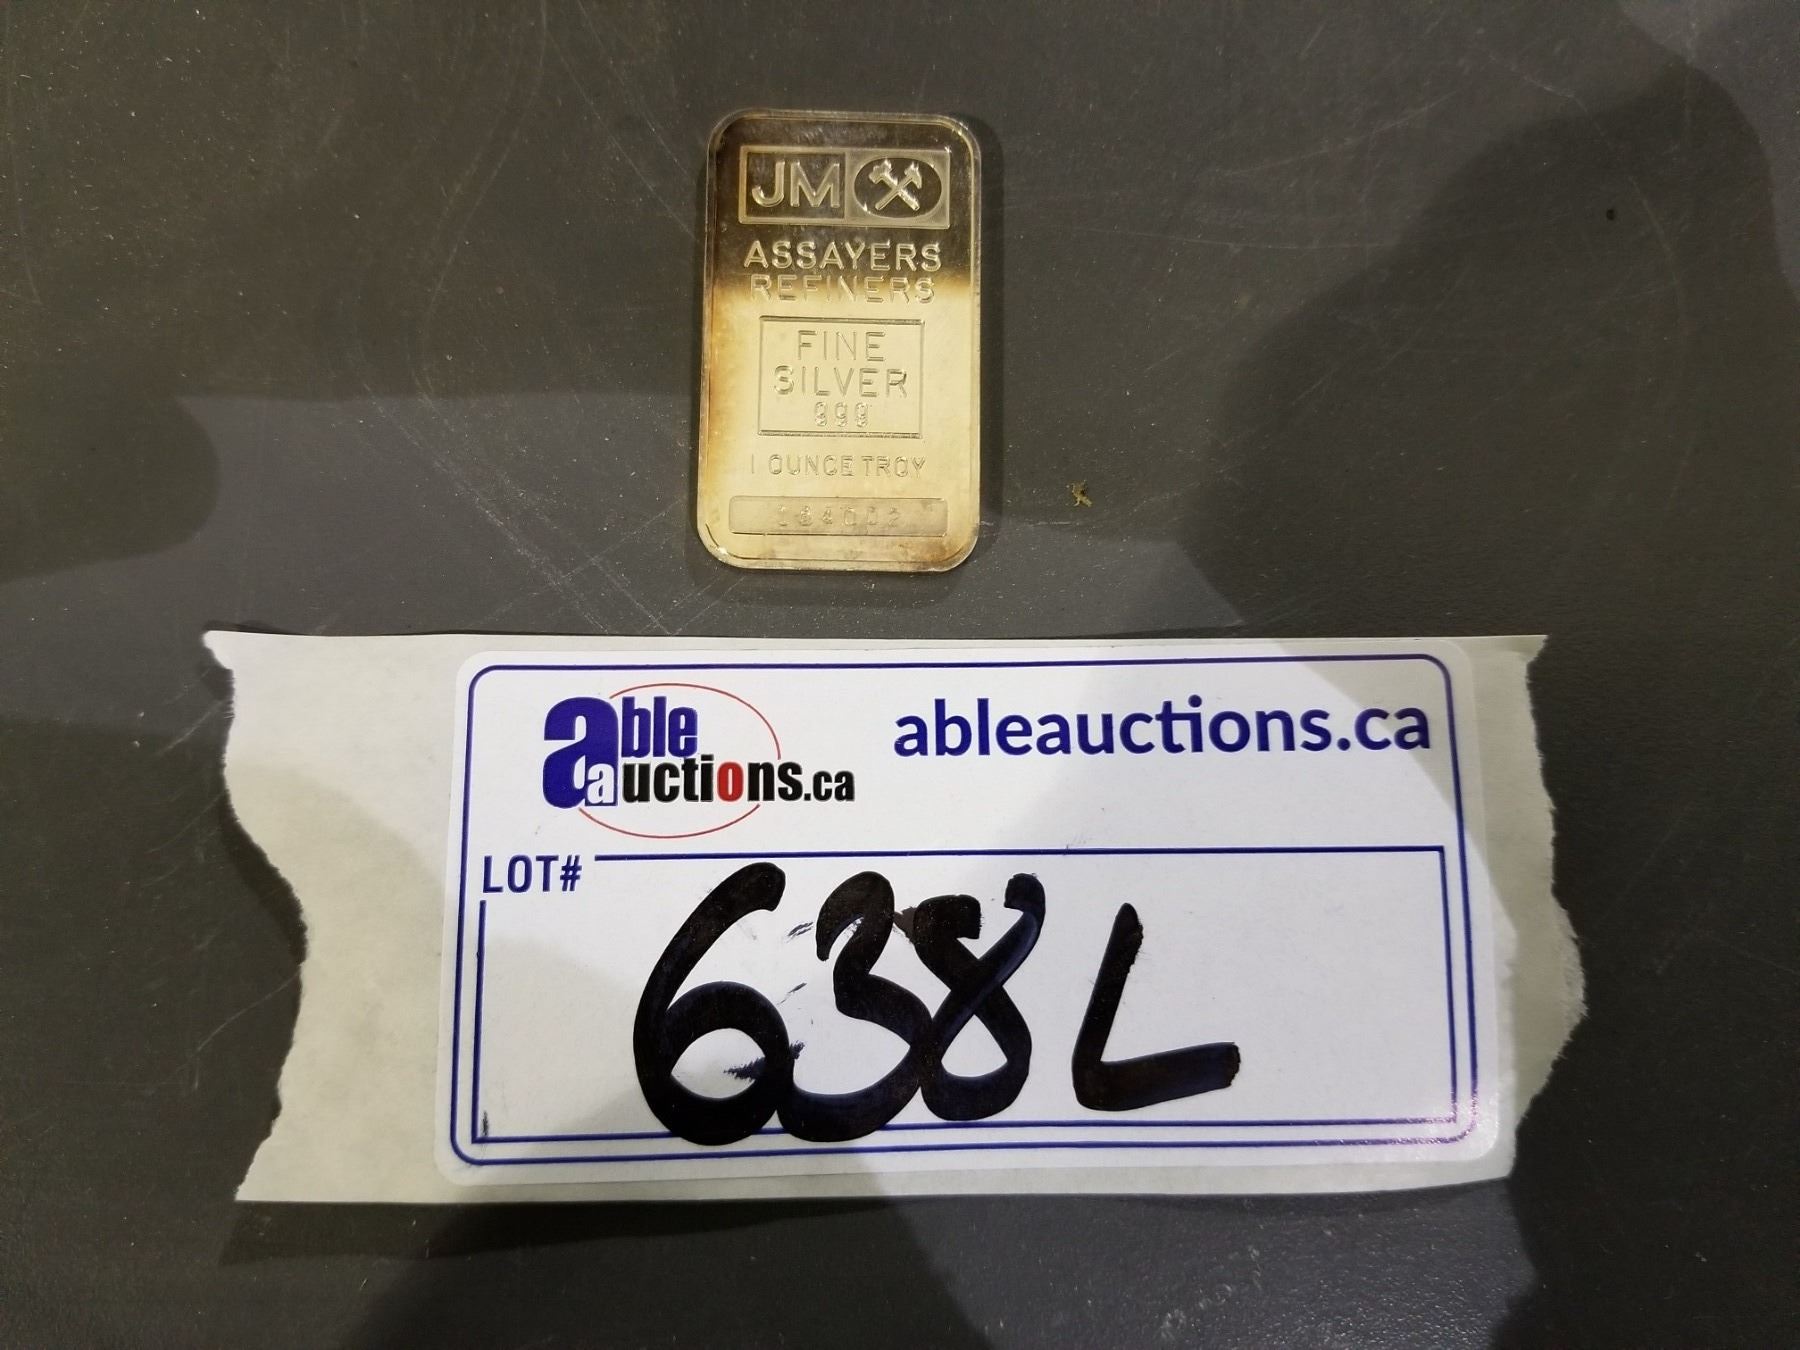 JM
ASSAYERS
REFINERS
FINE
SILVER
999
1 OUNCE TROY
able
auctions.ca
ableauctions.ca
LOT#
638L